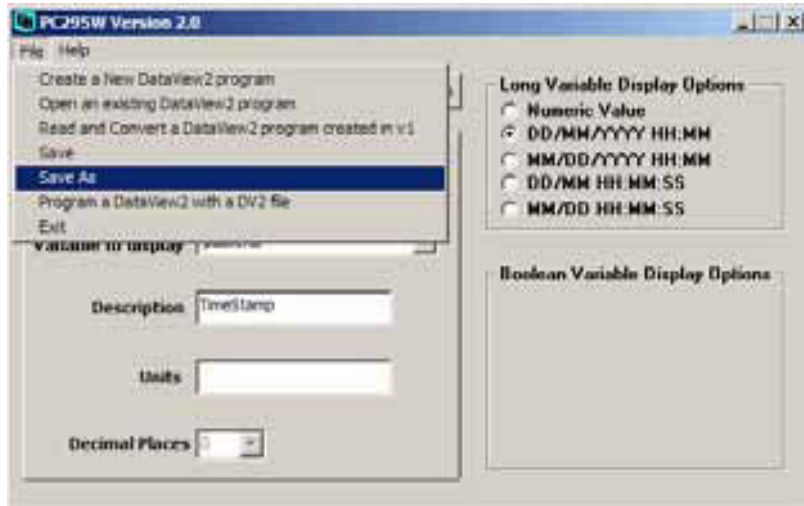 PC295W Version 2.0
File Help
Create a New DataView2 program
Open an existing DataView2 program
Read and Convert a DataView2 program created in v1
Save
Save As
Program a DataView2 with a DV2 file
Exit
Variable to display
Description TimeStamp
Units
Decimal Places
Long Variable Display Options
Numeric Value
DD/MM/YYYY HH:MM
MM/DD/YYYY HH:MM
DD/MM HH:MM:SS
MM/DD HH:MM:SS
Boolean Variable Display Options